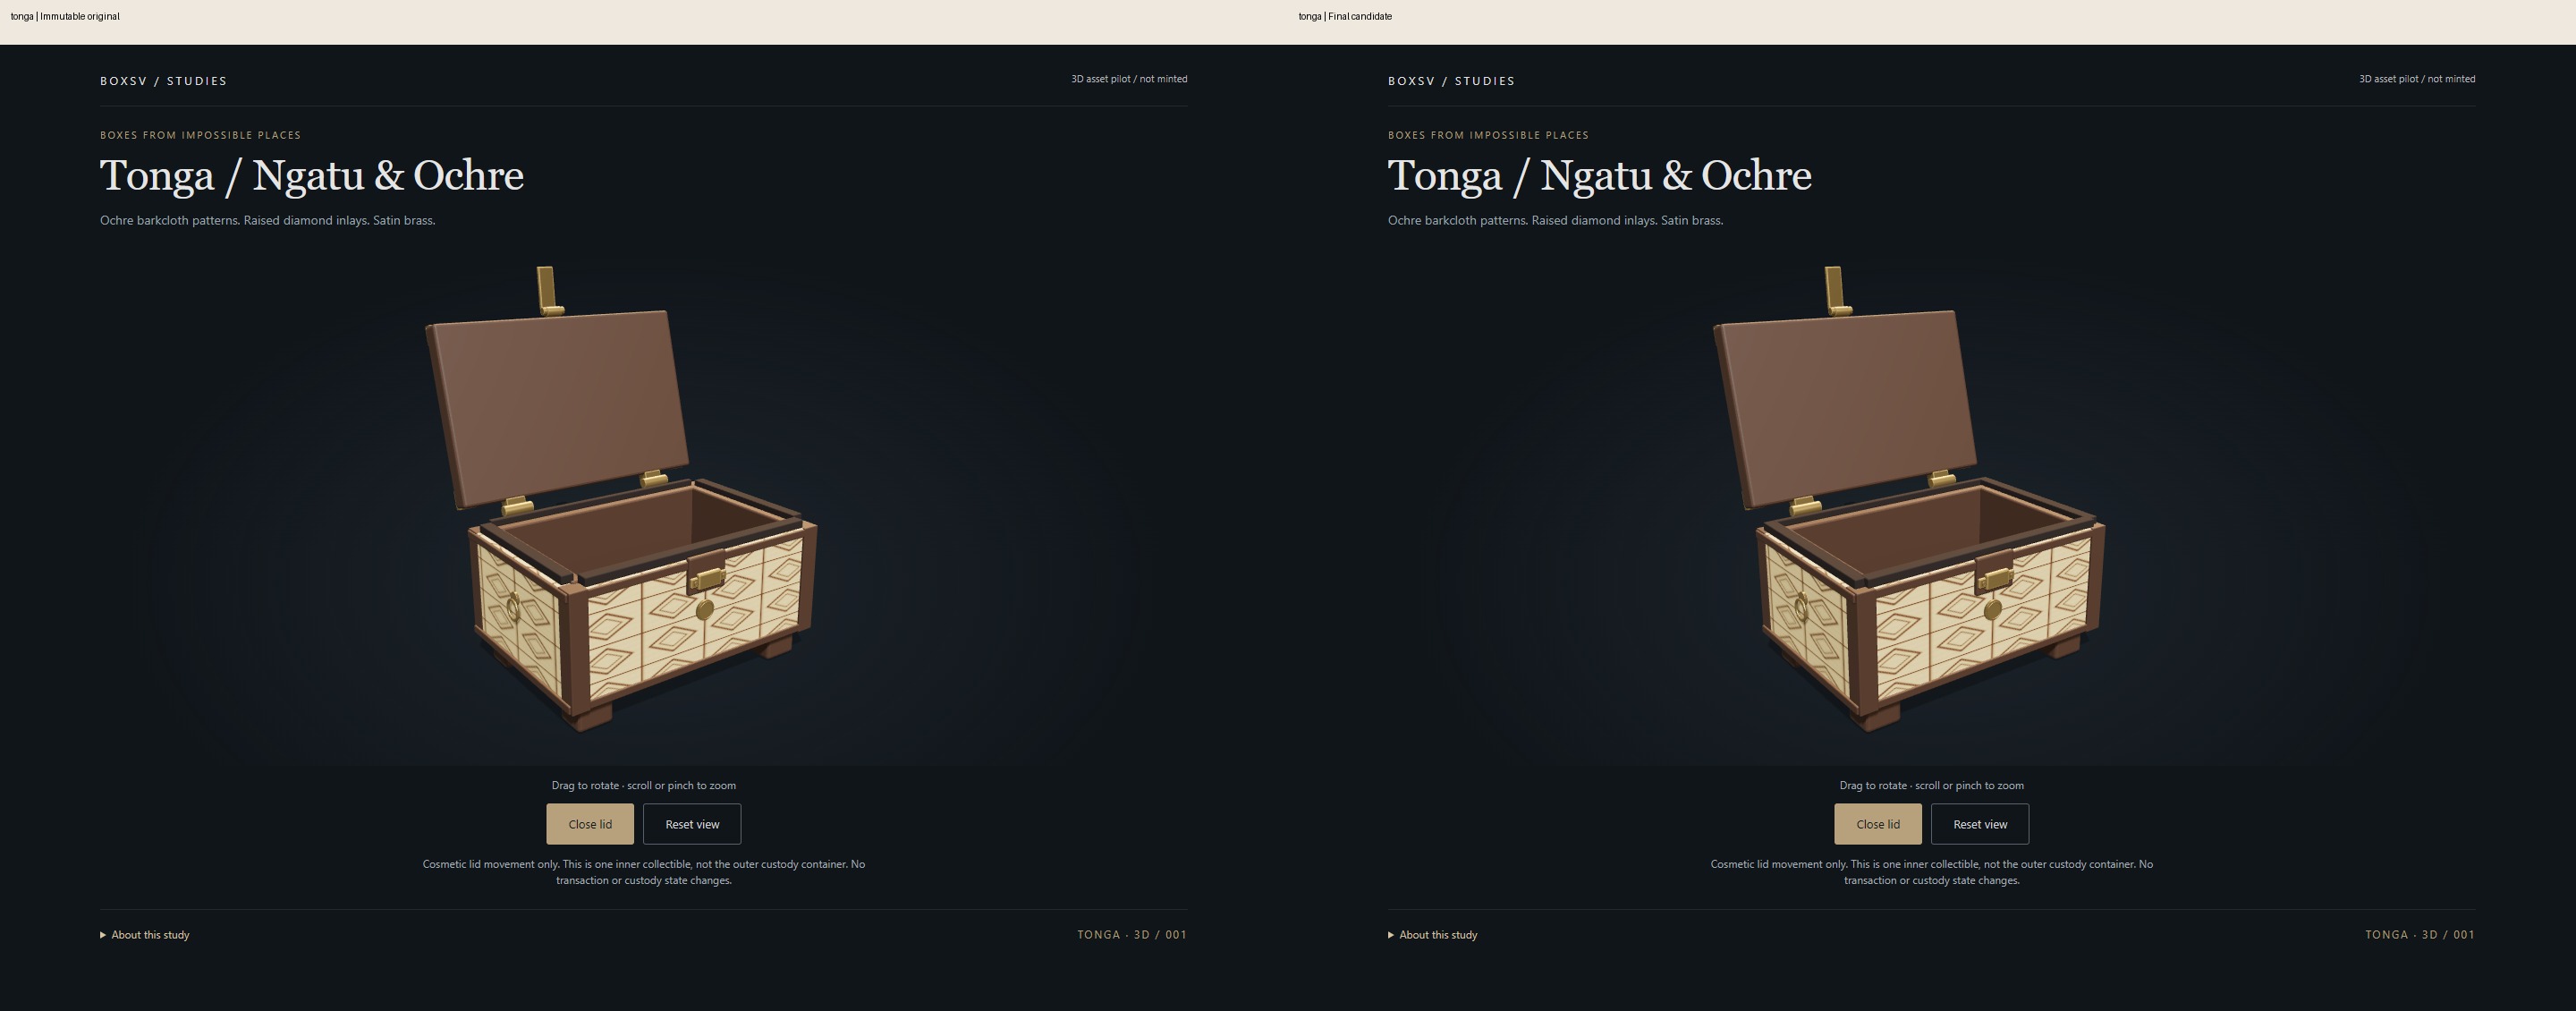 tonga | Immutable original
BOXSV / STUDIES
3D asset pilot / not minted
BOXES FROM IMPOSSIBLE PLACES
Tonga / Ngatu & Ochre
Ochre barkcloth patterns. Raised diamond inlays. Satin brass.
Drag to rotate · scroll or pinch to zoom
Close lid
Reset view
Cosmetic lid movement only. This is one inner collectible, not the outer custody container. No
transaction or custody state changes.
▶ About this study
TONGA · 3D / 001
tonga | Final candidate
BOXSV / STUDIES
3D asset pilot / not minted
BOXES FROM IMPOSSIBLE PLACES
Tonga / Ngatu & Ochre
Ochre barkcloth patterns. Raised diamond inlays. Satin brass.
Drag to rotate · scroll or pinch to zoom
Close lid
Reset view
Cosmetic lid movement only. This is one inner collectible, not the outer custody container. No
transaction or custody state changes.
▶ About this study
TONGA · 3D / 001